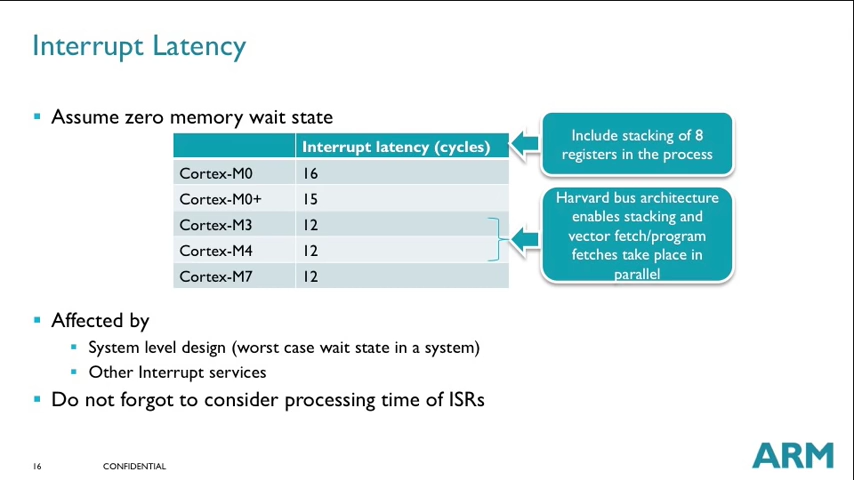 Interrupt Latency
Assume zero memory wait state
Interrupt latency (cycles)
Cortex-M0 16
Cortex-M0+ 15
Cortex-M3 12
Cortex-M4 12
Cortex-M7 12
Include stacking of 8
registers in the process
Harvard bus architecture
enables stacking and
vector fetch/program
fetches take place in
parallel
Affected by
System level design (worst case wait state in a system)
Other Interrupt services
Do not forgot to consider processing time of ISRs
16 CONFIDENTIAL
ARM